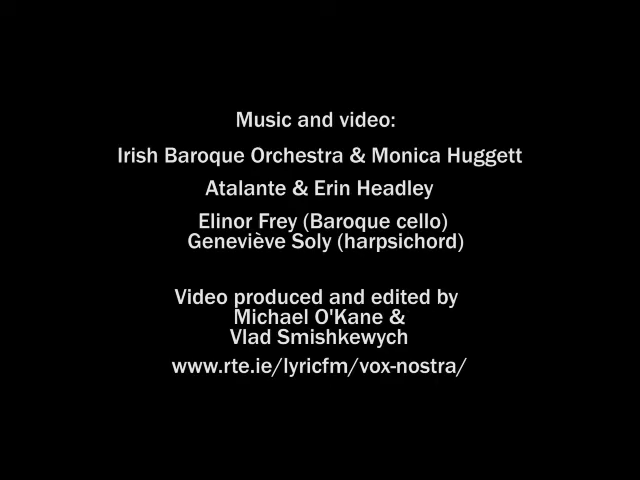 Music and video:
Irish Baroque Orchestra & Monica Huggett
Atalante & Erin Headley
Elinor Frey (Baroque cello)
Geneviève Soly (harpsichord)
Video produced and edited by
Michael O'Kane &
Vlad Smishkewych
www.rte.ie/lyricfm/vox-nostra/